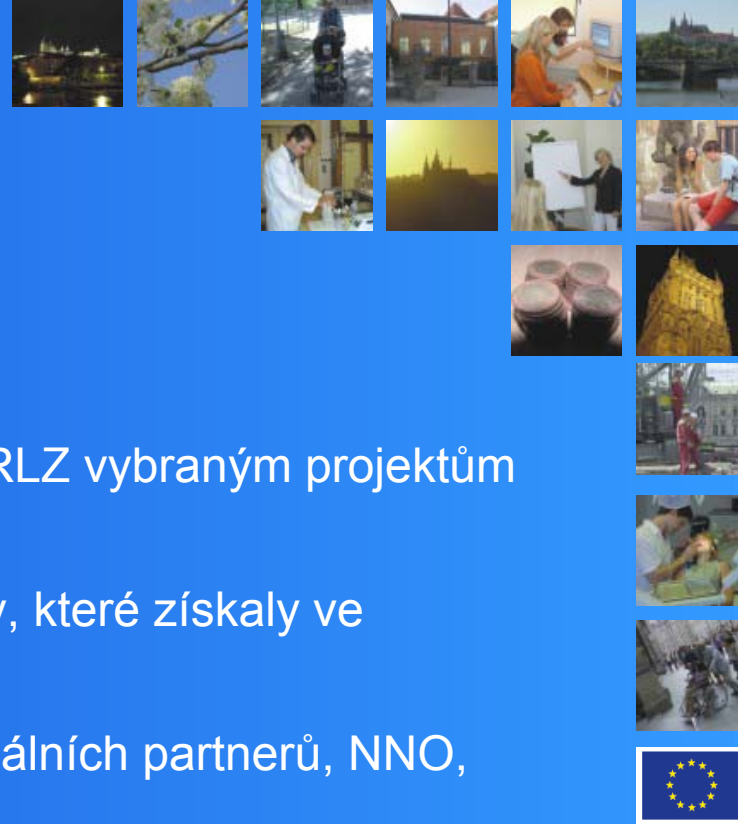 RLZ vybraným projektům
, které získaly ve
álních partnerů, NNO,